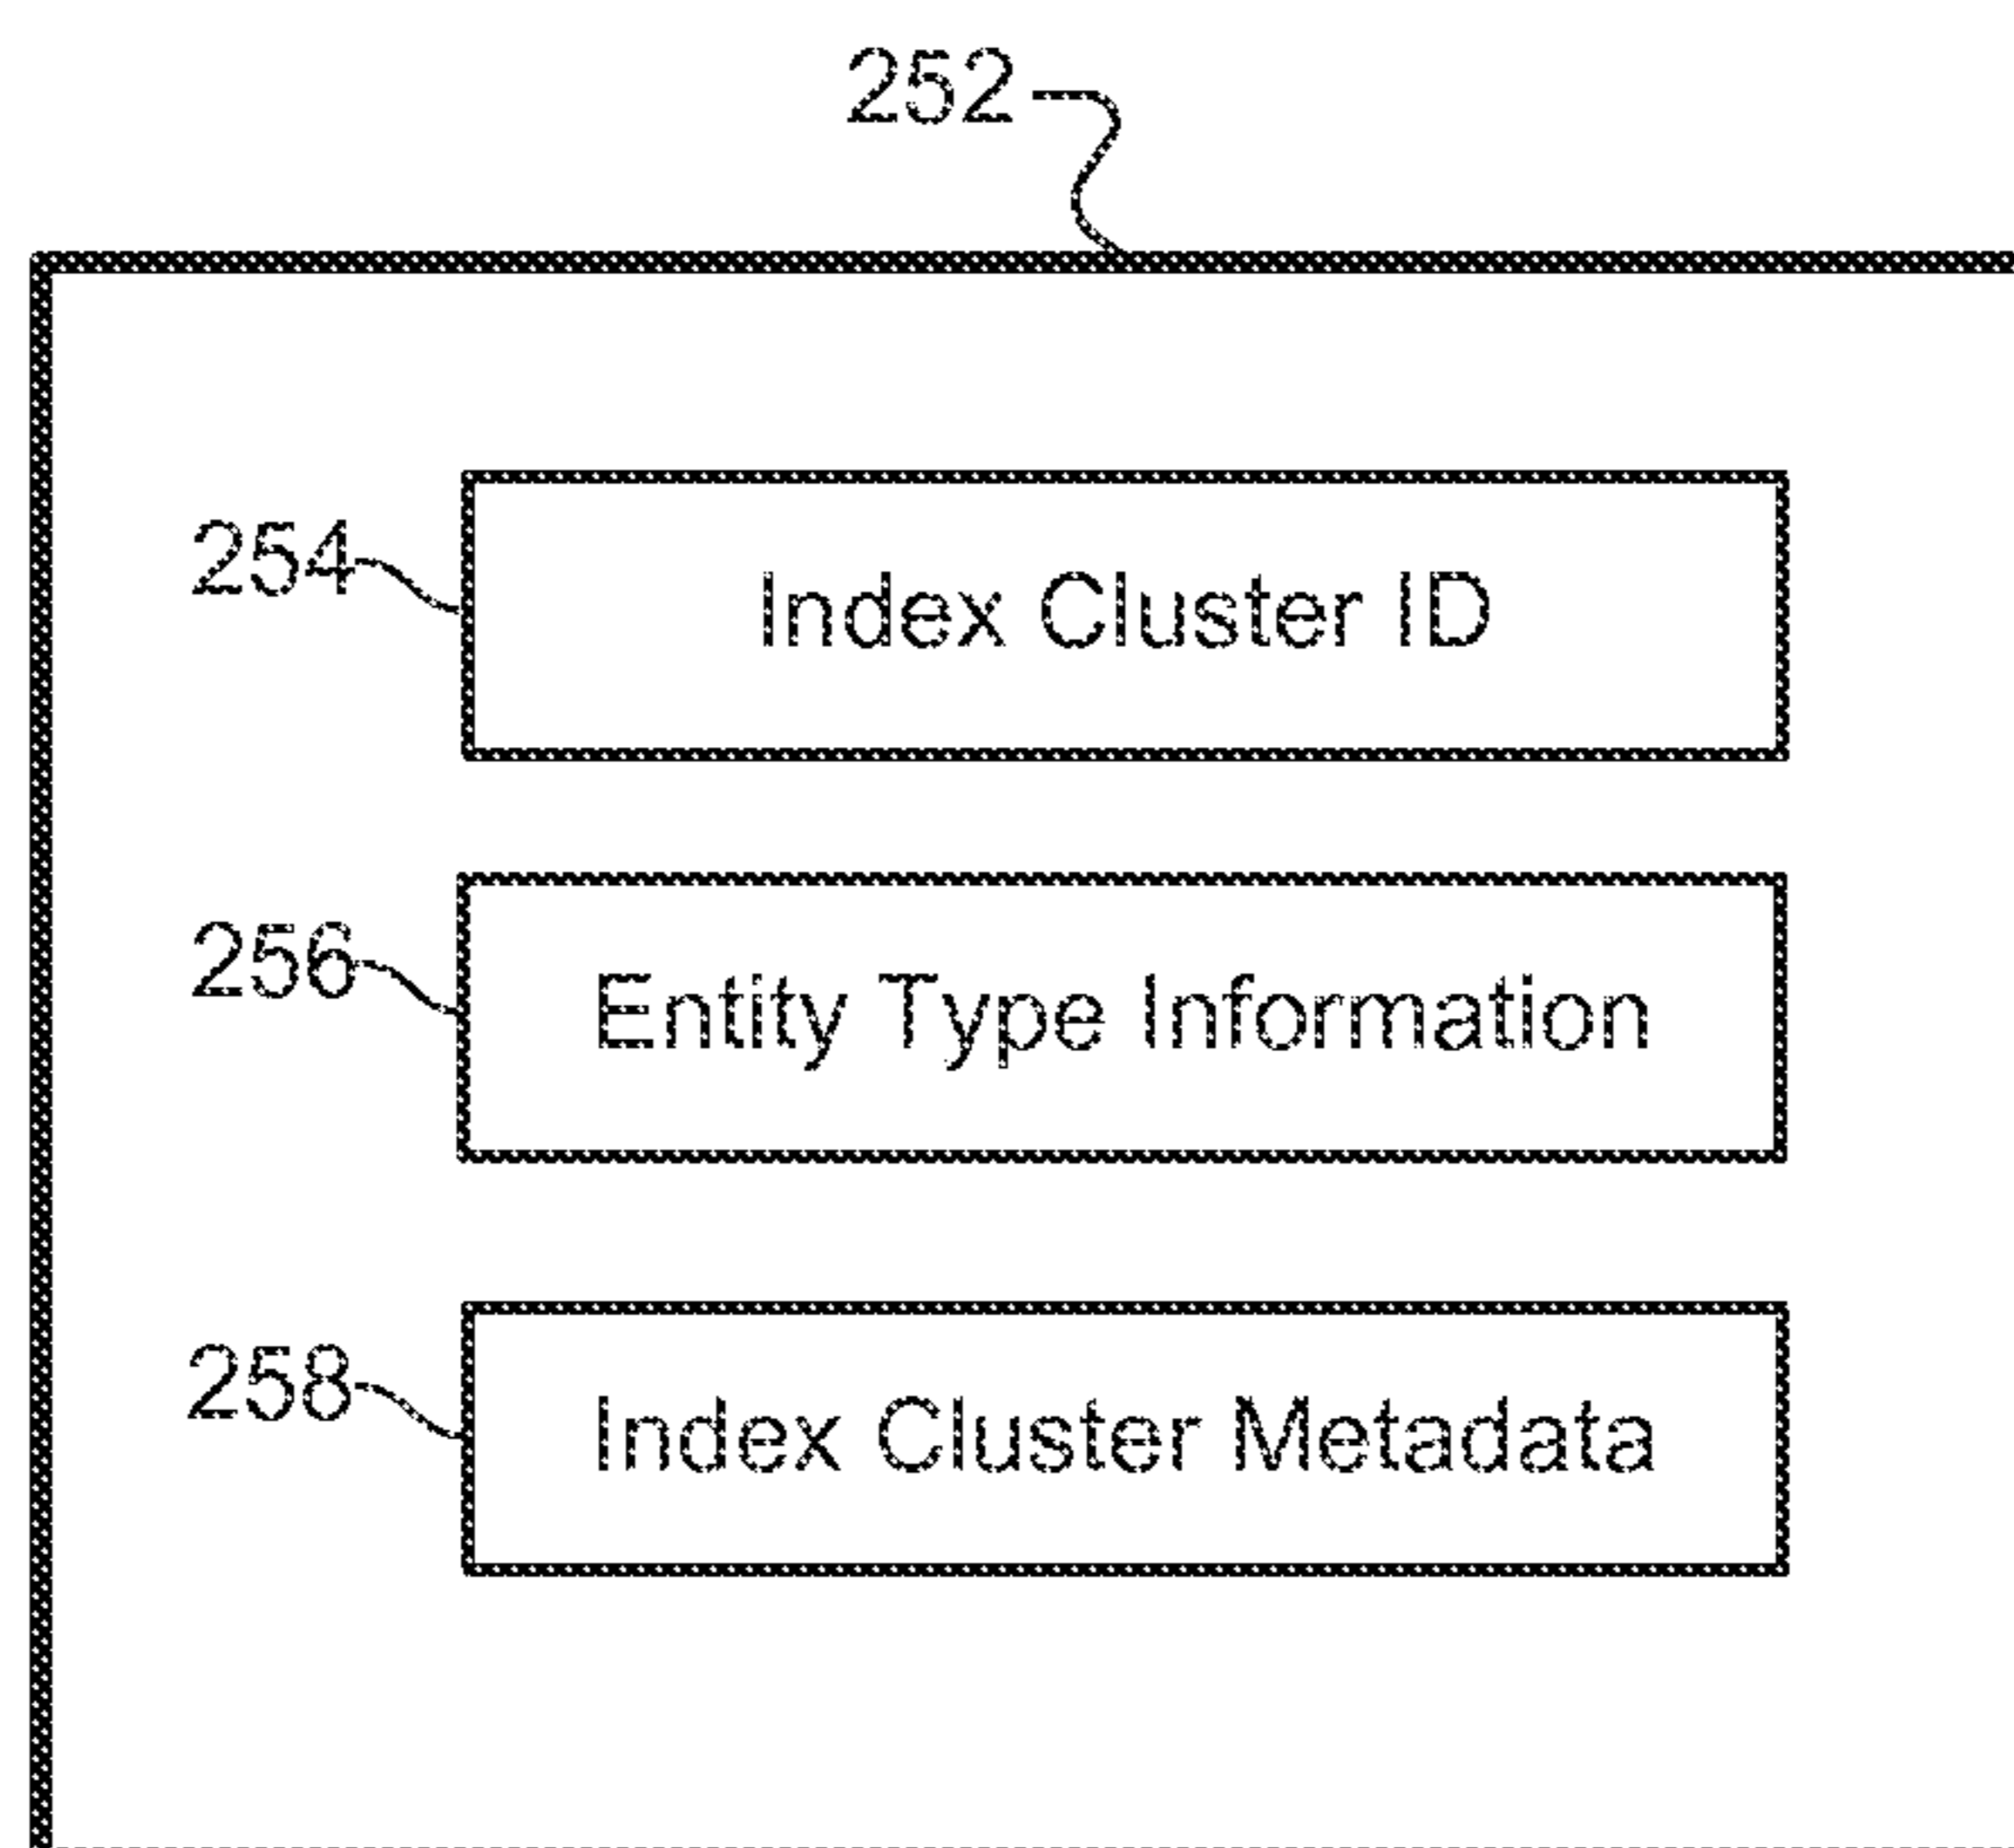 252
254
Index Cluster ID
256
Entity Type Information
258
Index Cluster Metadata